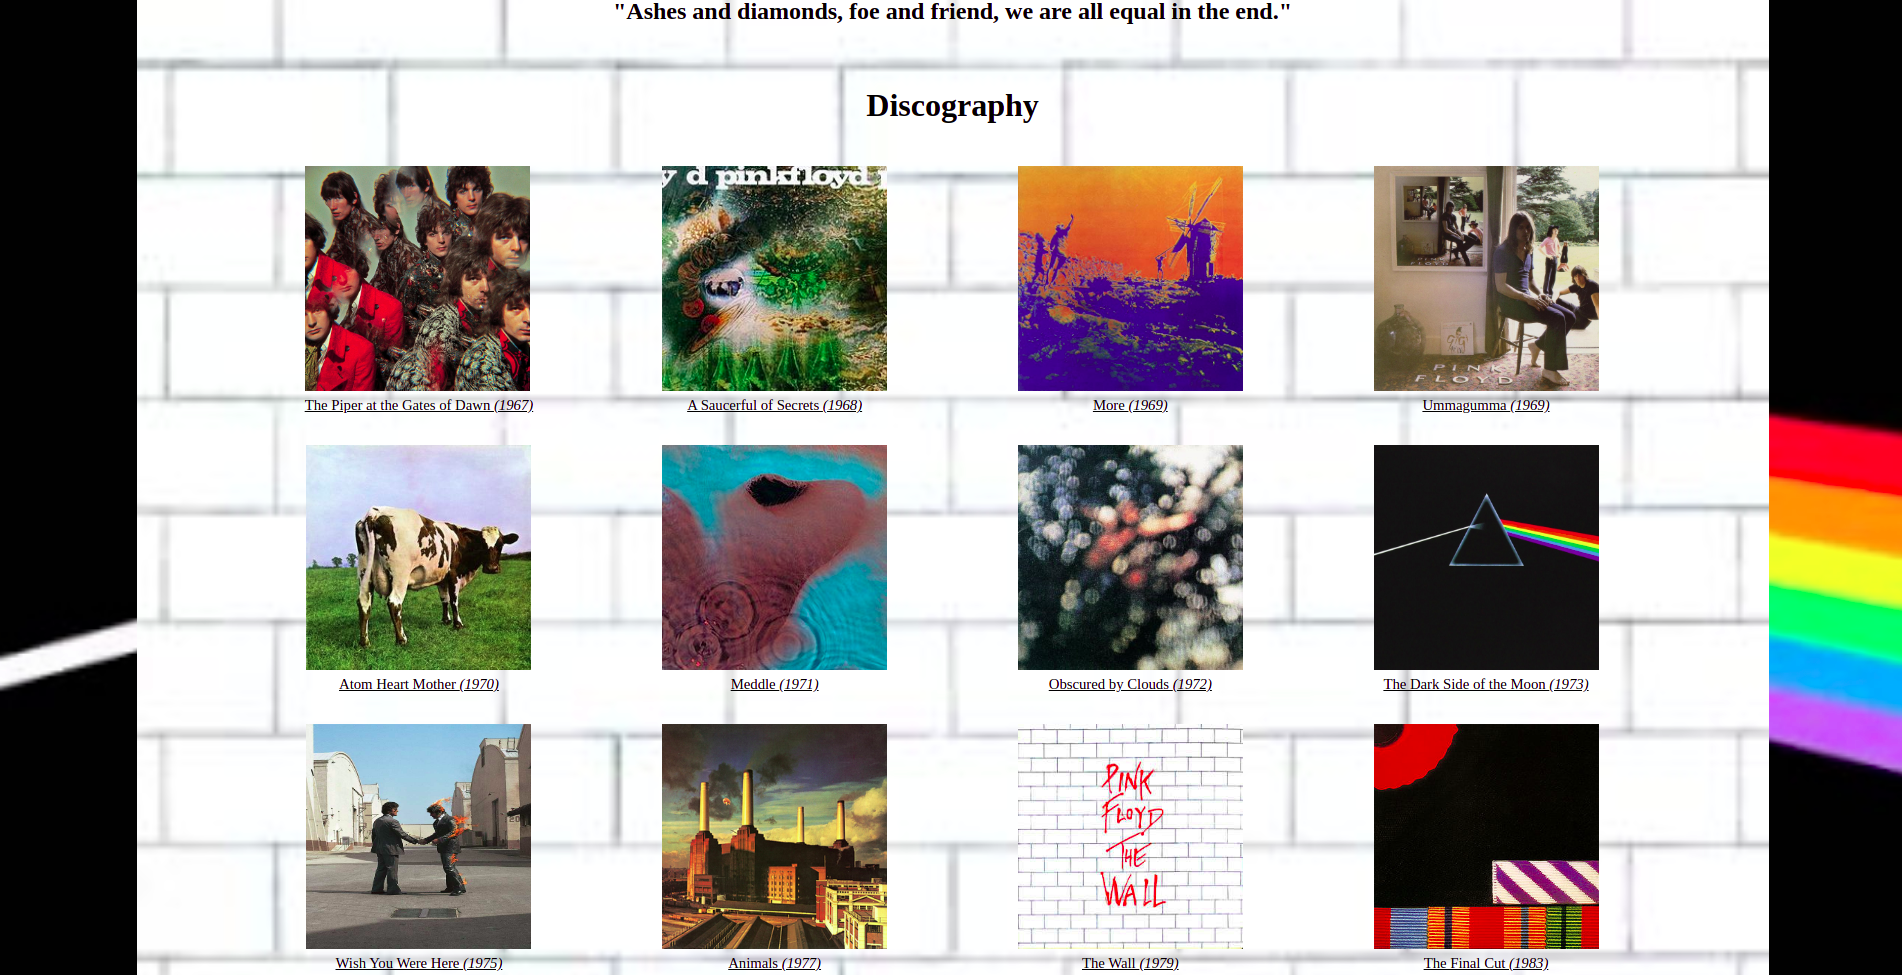 "Ashes and diamonds, foe and friend, we are all equal in the end."
Discography
y d pinkfloyd
PINK
FLOYD
The Piper at the Gates of Dawn (1967)
A Saucerful of Secrets (1968)
More (1969)
Ummagumma (1969)
Atom Heart Mother (1970)
Meddle (1971)
Obscured by Clouds (1972)
The Dark Side of the Moon (1973)
PINK
FLOYD
THE
WALL
Wish You Were Here (1975)
Animals (1977)
The Wall (1979)
The Final Cut (1983)